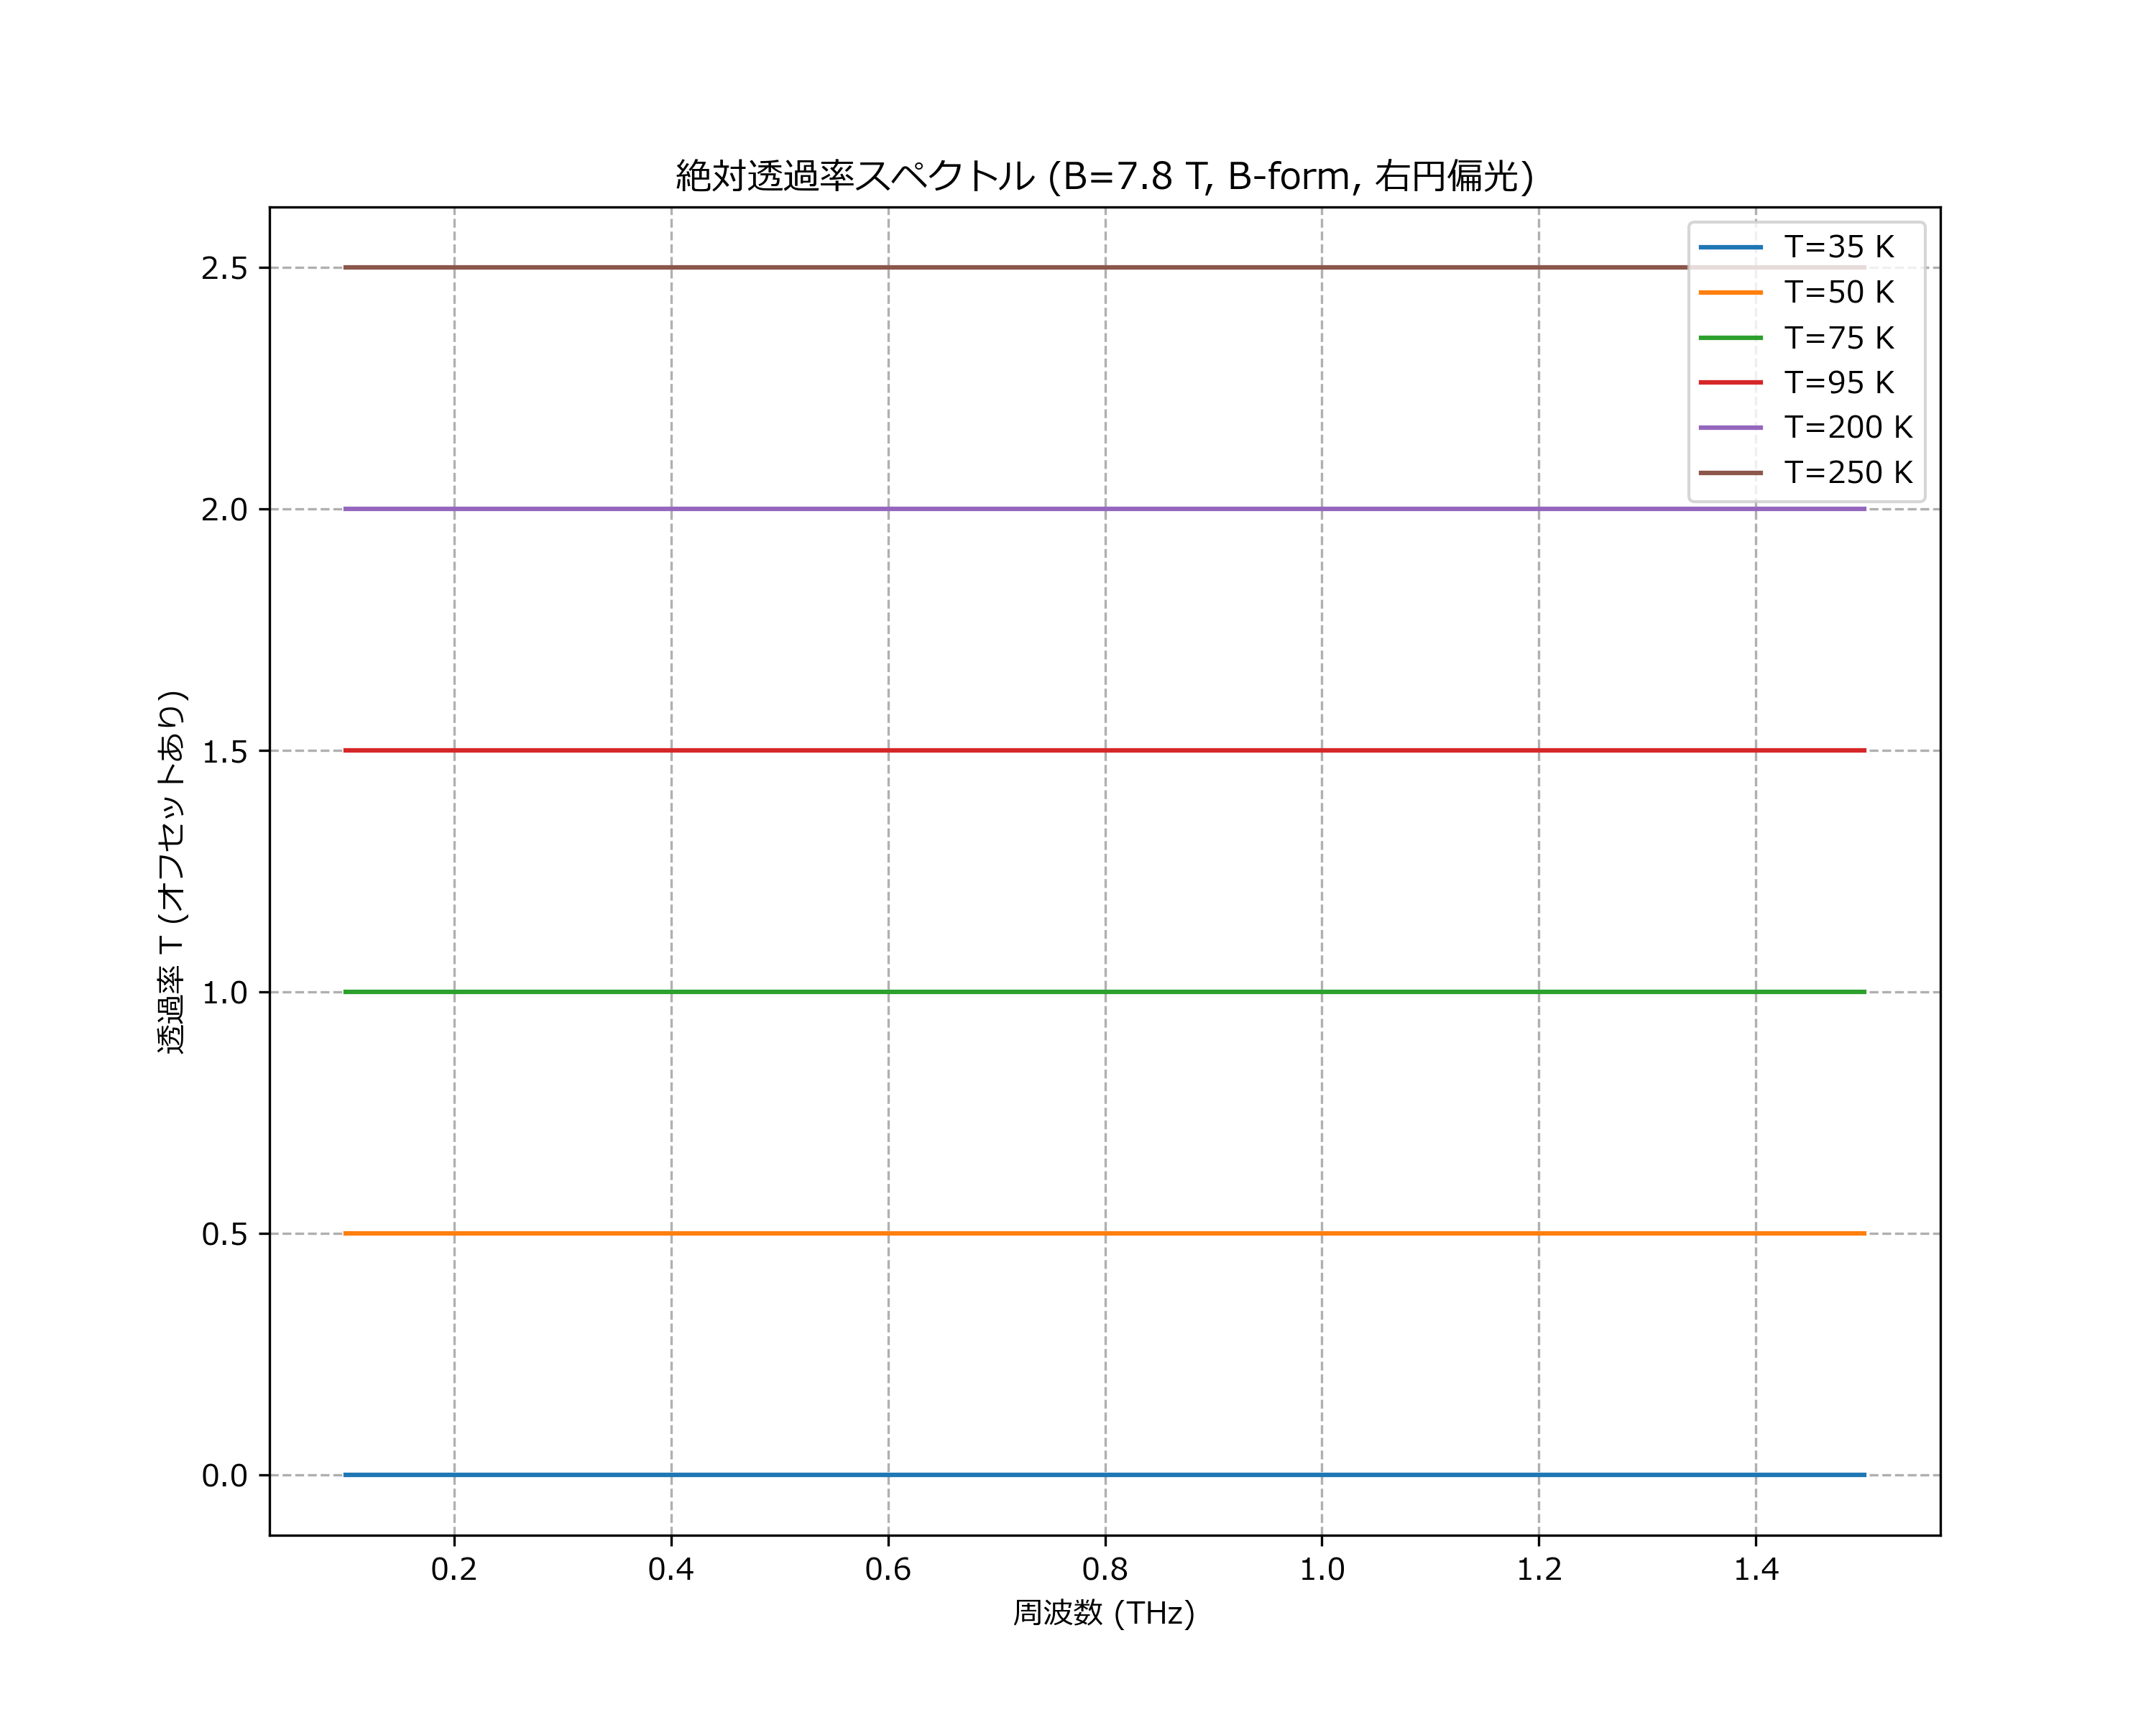 絶対透過率スペクトル (B=7.8 T, B-form, 右円偏光)
透過率 T (オフセットあり)
2.5
2.0
1.5
1.0
0.5
0.0
T=35 K
T=50 K
T=75 K
T=95 K
T=200 K
T=250 K
0.2 0.4 0.6 0.8 1.0 1.2 1.4
周波数 (THz)